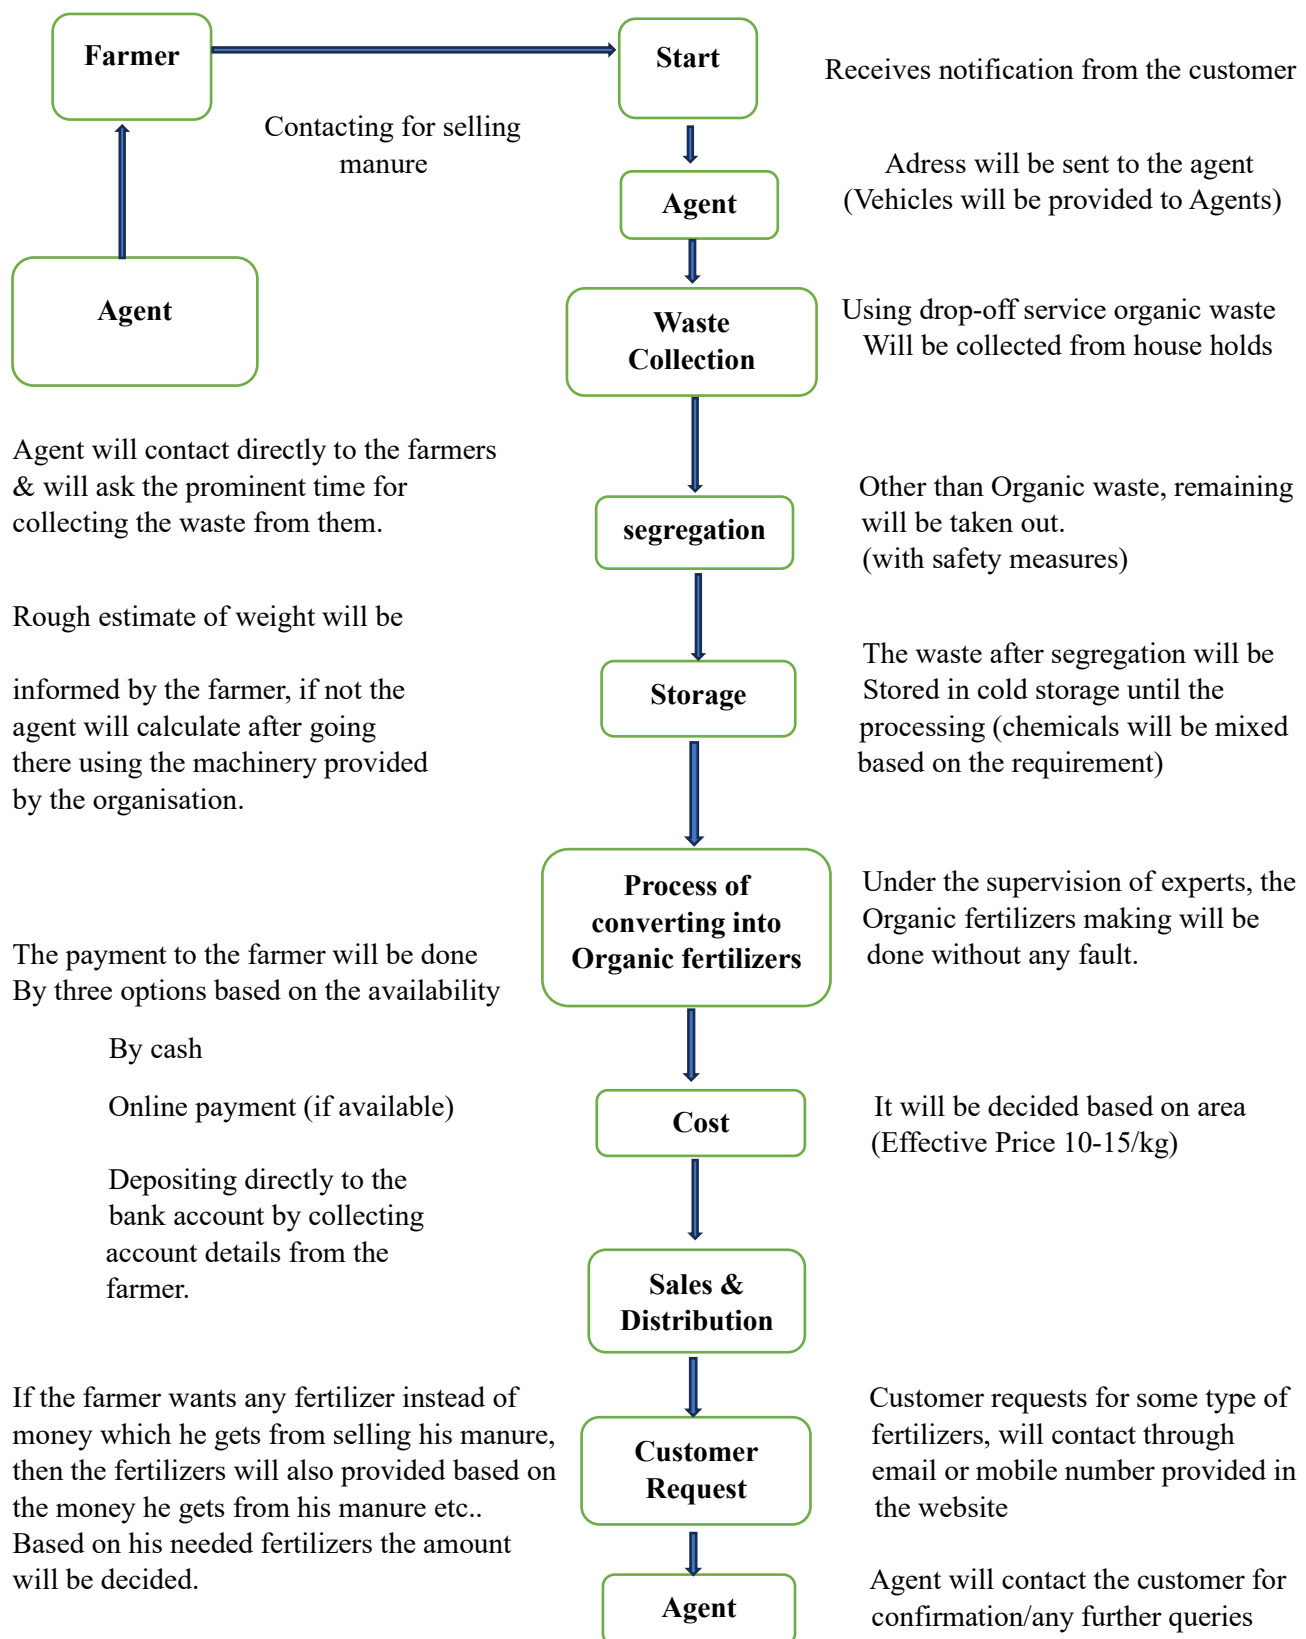 Farmer
Start
Receives notification from the customer
Contacting for selling
manure
Adress will be sent to the agent
(Vehicles will be provided to Agents)
Agent
Agent
Waste
Collection
Using drop-off service organic waste
Will be collected from house holds
Agent will contact directly to the farmers
& will ask the prominent time for
collecting the waste from them.
segregation
Other than Organic waste, remaining
will be taken out.
(with safety measures)
Rough estimate of weight will be
informed by the farmer, if not the
agent will calculate after going
there using the machinery provided
by the organisation.
Storage
The waste after segregation will be
Stored in cold storage until the
processing (chemicals will be mixed
based on the requirement)
Process of
converting into
Organic fertilizers
Under the supervision of experts, the
Organic fertilizers making will be
done without any fault.
The payment to the farmer will be done
By three options based on the availability
By cash
Online payment (if available)
Depositing directly to the
bank account by collecting
account details from the
farmer.
Cost
It will be decided based on area
(Effective Price 10-15/kg)
Sales &
Distribution
If the farmer wants any fertilizer instead of
money which he gets from selling his manure,
then the fertilizers will also provided based on
the money he gets from his manure etc..
Based on his needed fertilizers the amount
will be decided.
Customer
Request
Customer requests for some type of
fertilizers, will contact through
email or mobile number provided in
the website
Agent
Agent will contact the customer for
confirmation/any further queries